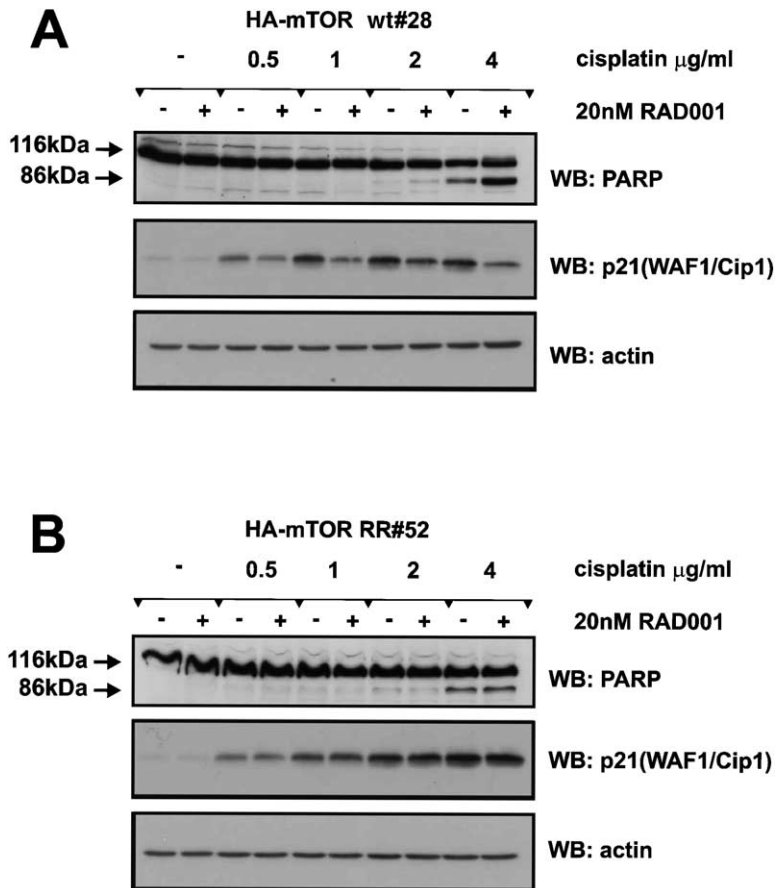 A
HA-mTOR wt#28
- 0.5 1 2 4 cisplatin μg/ml
- + - + - + - + - + 20nM RAD001
116kDa
86kDa
WB: PARP
WB: p21(WAF1/Cip1)
WB: actin
B
HA-mTOR RR#52
- 0.5 1 2 4 cisplatin μg/ml
- + - + - + - + - + 20nM RAD001
116kDa
86kDa
WB: PARP
WB: p21(WAF1/Cip1)
WB: actin